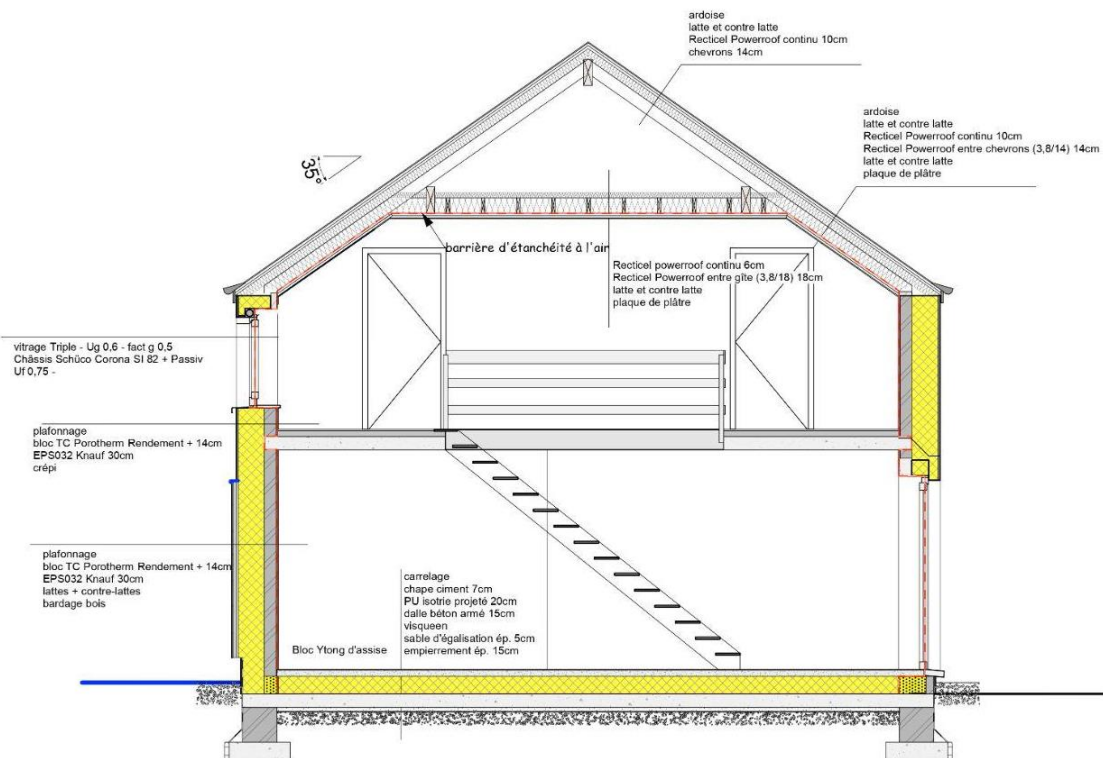 ardoise
latte et contre latte
Recticel Powerroof continu 10cm
chevrons 14cm
ardoise
latte et contre latte
Recticel Powerroof continu 10cm
Recticel Powerroof entre chevrons (3,8/14) 14cm
latte et contre latte
plaque de plâtre
35°
barrière d'étanchéité à l'air
Recticel powerroof continu 6cm
Recticel Powerroof entre gîte (3,8/18) 18cm
latte et contre latte
plaque de plâtre
vitrage Triple - Ug 0,6 - fact g 0,5
Châssis Schüco Corona SI 82 + Passiv
Uf 0,75 -
plafonnage
bloc TC Porotherm Rendement + 14cm
EPS032 Knauf 30cm
crépi
plafonnage
bloc TC Porotherm Rendement + 14cm
EPS032 Knauf 30cm
lattes + contre-lattes
bardage bois
carrelage
chape ciment 7cm
PU isotrie projeté 20cm
dalle béton armé 15cm
visqueen
sable d'égalisation ép. 5cm
empierrement ép. 15cm
Bloc Ytong d'assise